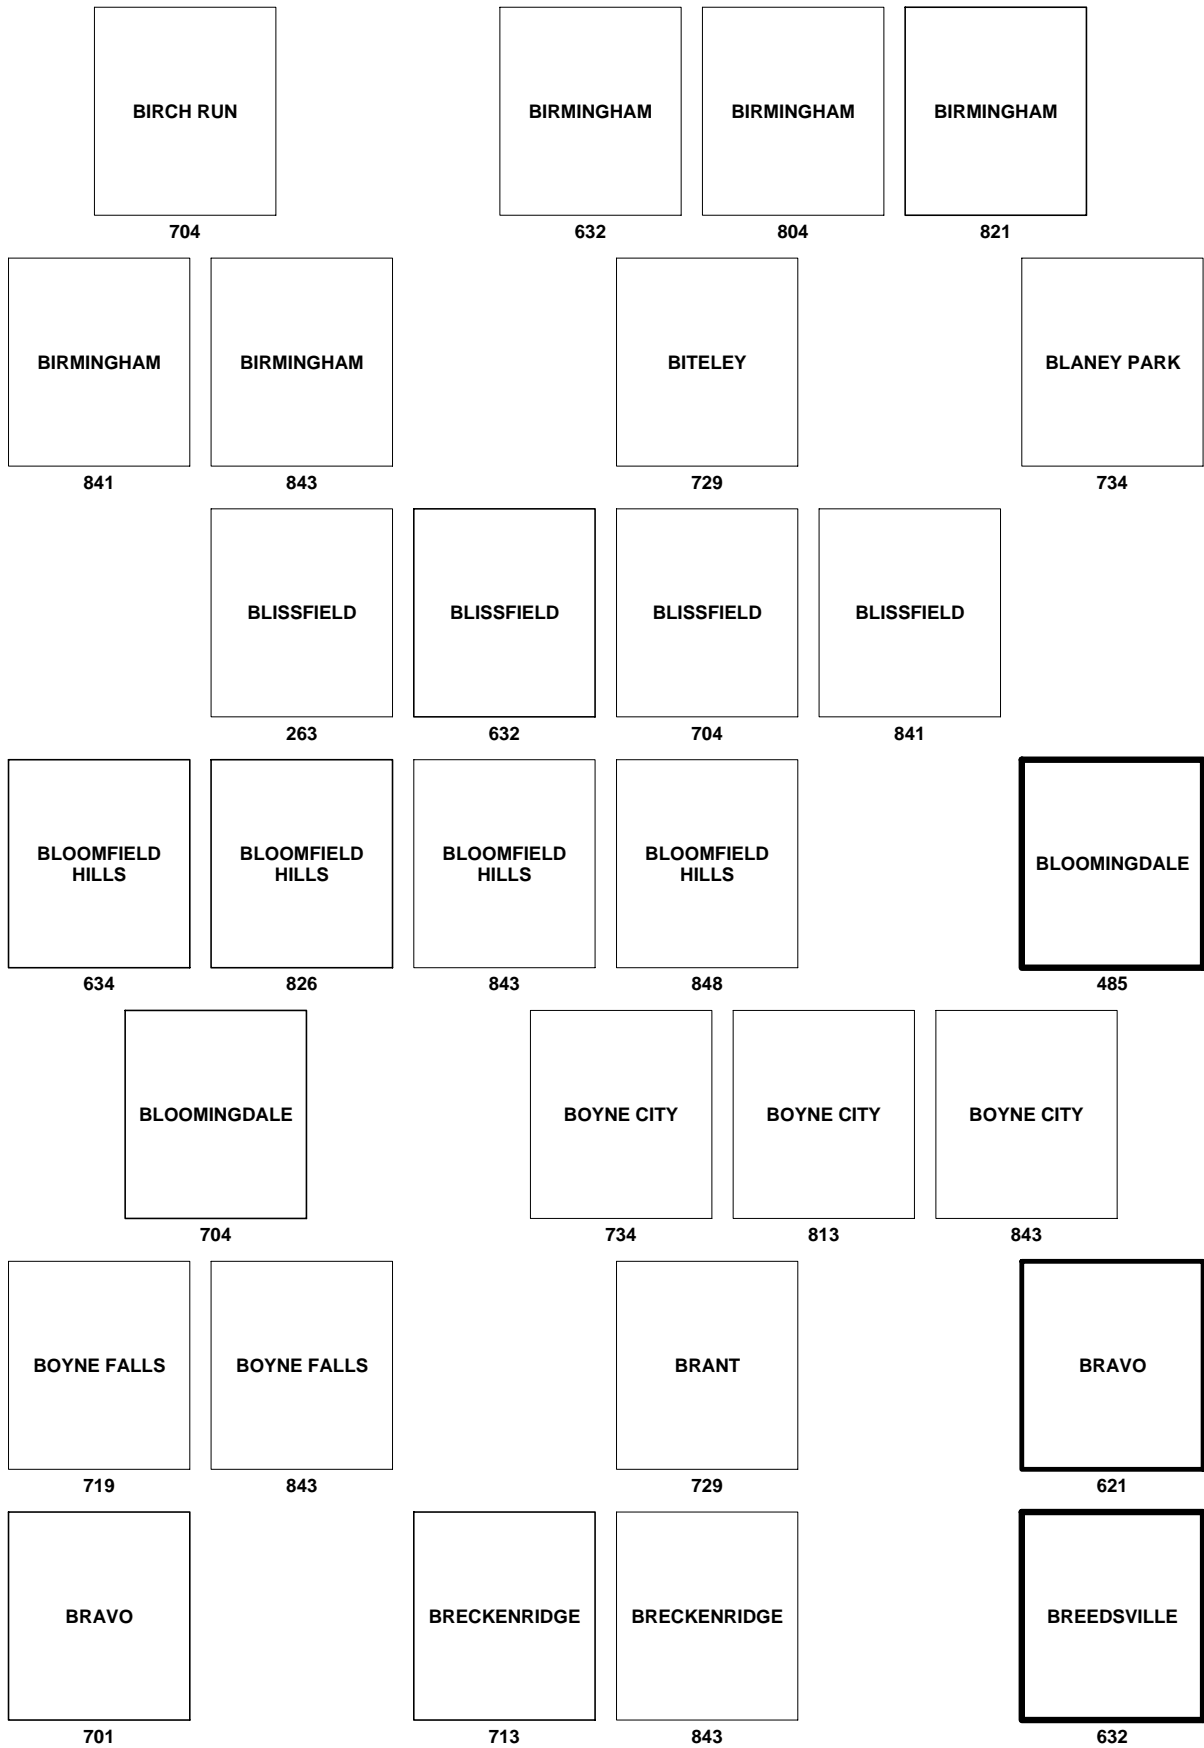 BIRCH RUN
BIRMINGHAM
BIRMINGHAM
BIRMINGHAM
704
632
804
821
BIRMINGHAM
BIRMINGHAM
BITELEY
BLANEY PARK
841
843
729
734
BLISSFIELD
BLISSFIELD
BLISSFIELD
BLISSFIELD
263
632
704
841
BLOOMFIELD
HILLS
BLOOMFIELD
HILLS
BLOOMFIELD
HILLS
BLOOMFIELD
HILLS
BLOOMINGDALE
634
826
843
848
485
BLOOMINGDALE
BOYNE CITY
BOYNE CITY
BOYNE CITY
704
734
813
843
BOYNE FALLS
BOYNE FALLS
BRANT
BRAVO
719
843
729
621
BRAVO
BRECKENRIDGE
BRECKENRIDGE
BREEDSVILLE
701
713
843
632